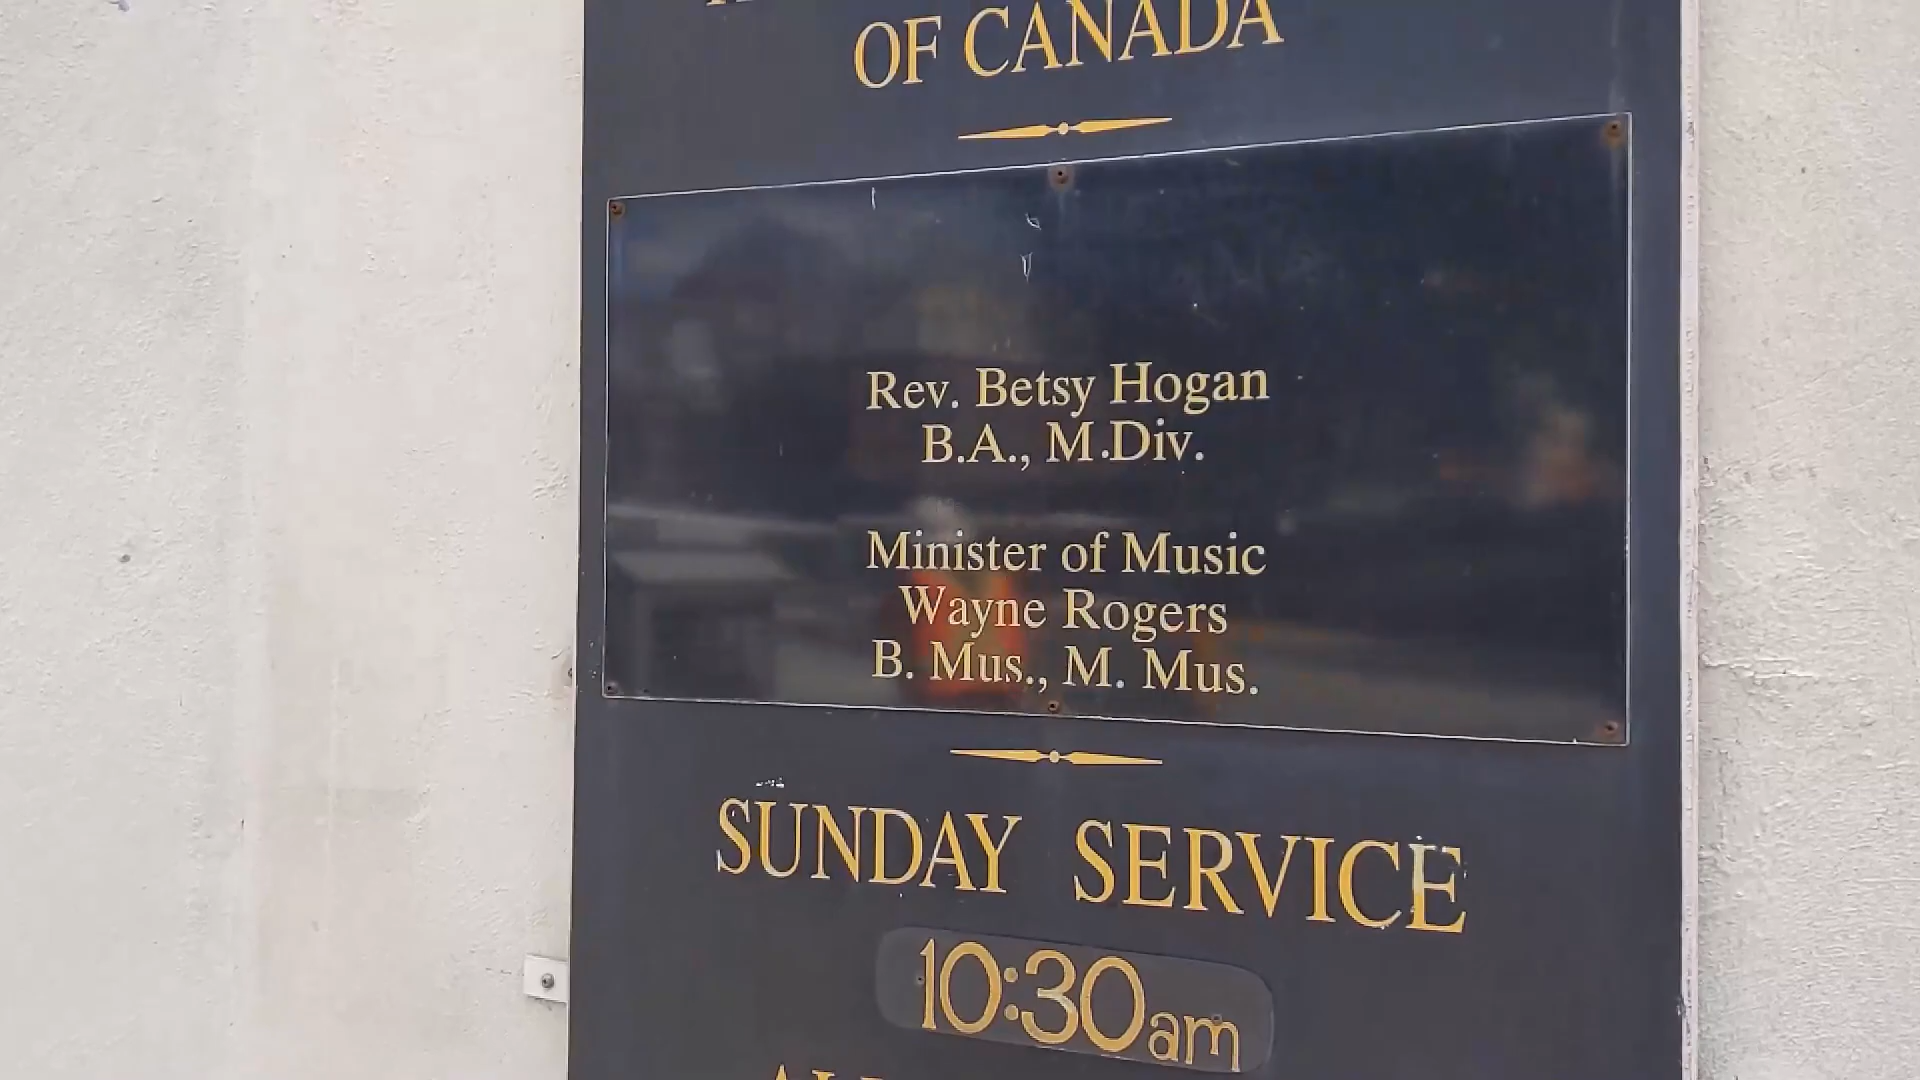 OF CANADA
Rev. Betsy Hogan
B.A., M.Div.
Minister of Music
Wayne Rogers
B. Mus., M. Mus.
SUNDAY SERVICE
10:30am